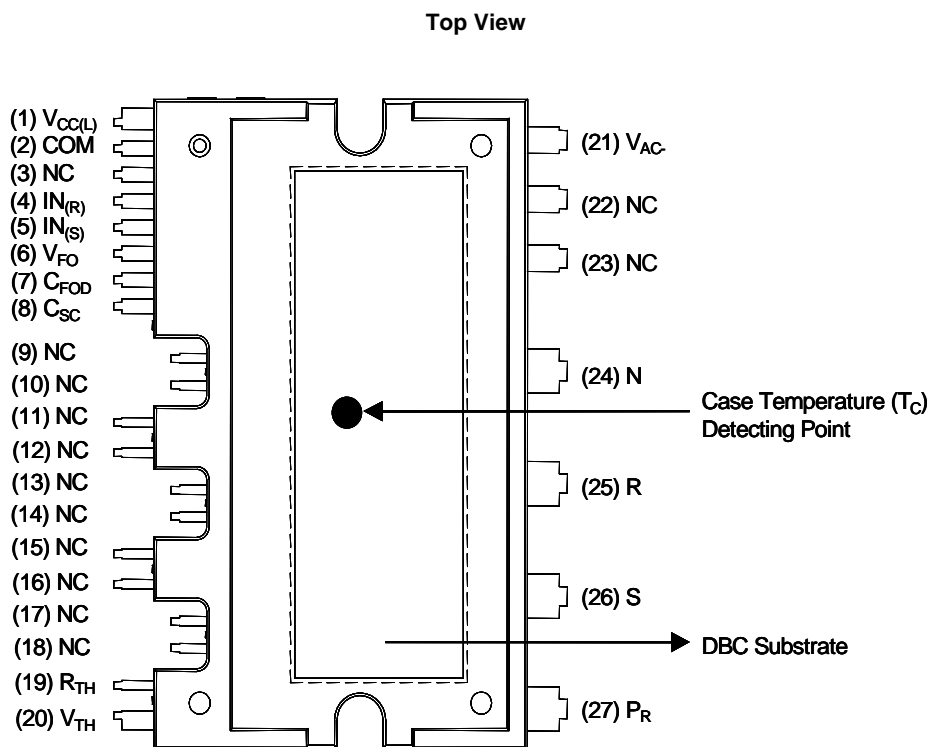 Top View
(1) VCC(L)
(2) COM
(3) NC
(4) IN(R)
(5) IN(S)
(6) VFO
(7) CFOD
(8) CSC
(9) NC
(10) NC
(11) NC
(12) NC
(13) NC
(14) NC
(15) NC
(16) NC
(17) NC
(18) NC
(19) RTH
(20) VTH
(21) VAC-
(22) NC
(23) NC
(24) N
(25) R
(26) S
(27) PR
Case Temperature (TC)
Detecting Point
DBC Substrate